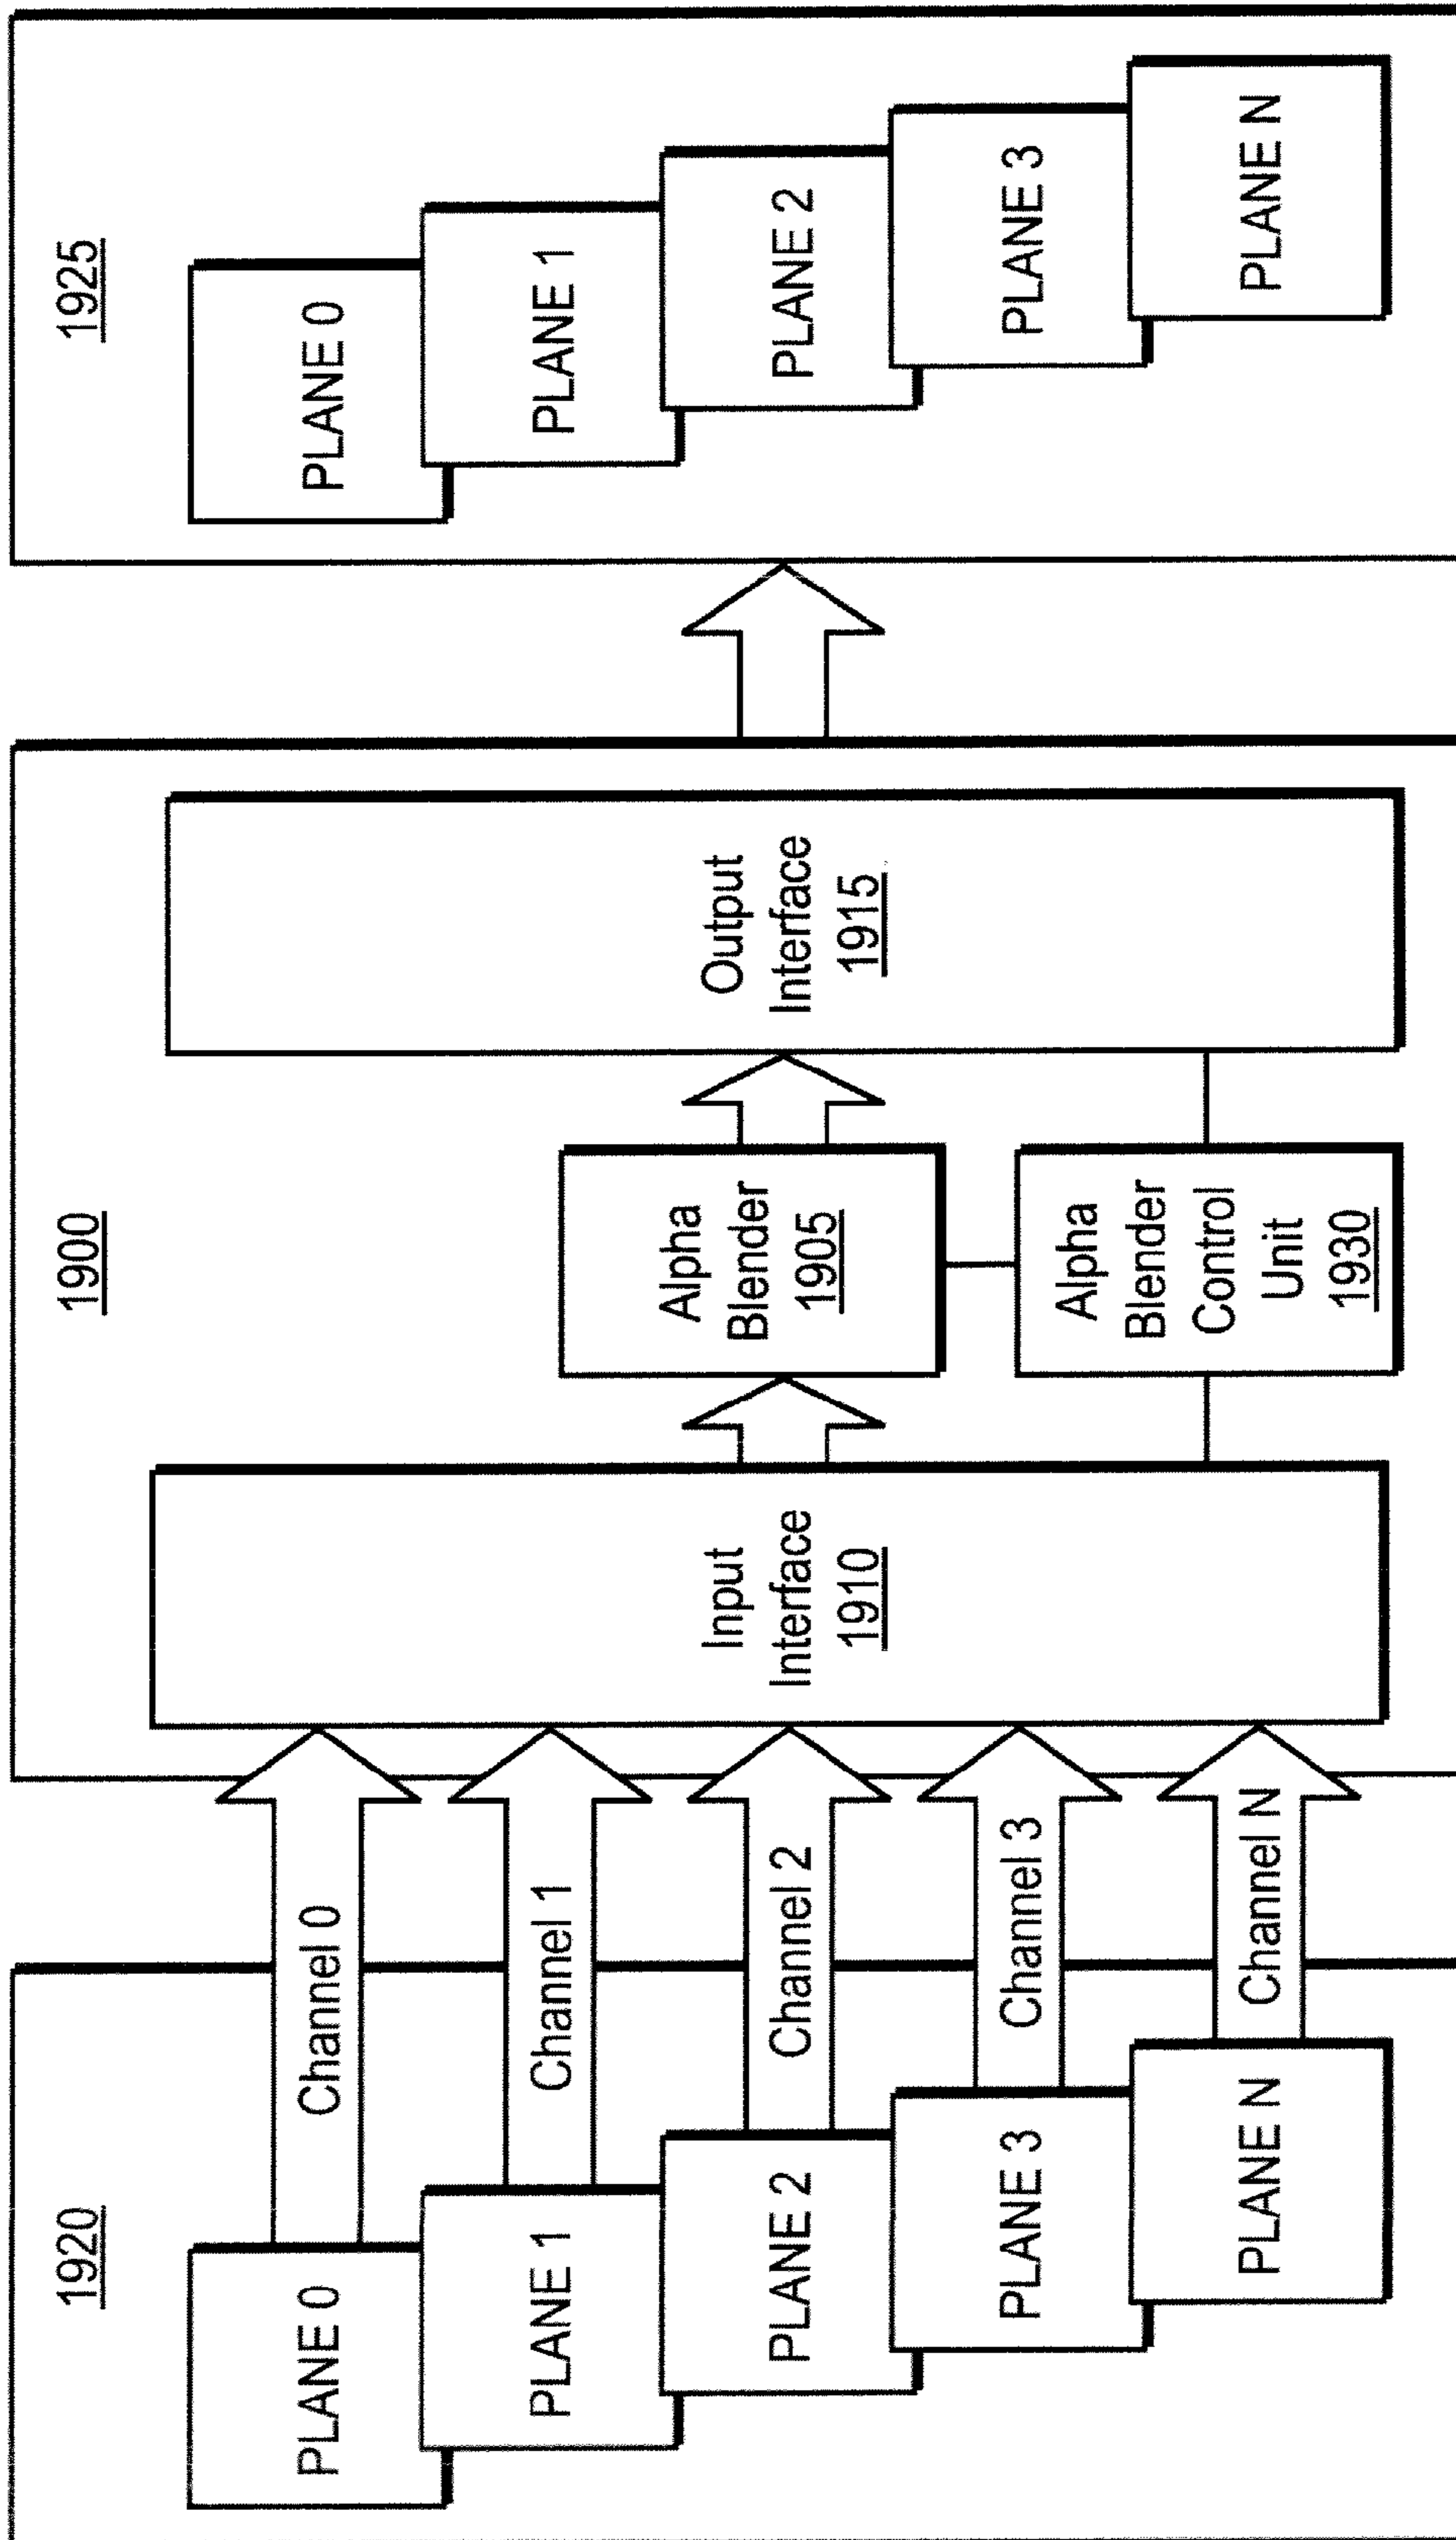 1920
PLANE 0
PLANE 1
PLANE 2
PLANE 3
PLANE N
Channel 0
Channel 1
Channel 2
Channel 3
Channel N
1900
Input
Interface
1910
Alpha
Blender
1905
Alpha
Blender
Control
Unit
1930
Output
Interface
1915
1925
PLANE 0
PLANE 1
PLANE 2
PLANE 3
PLANE N